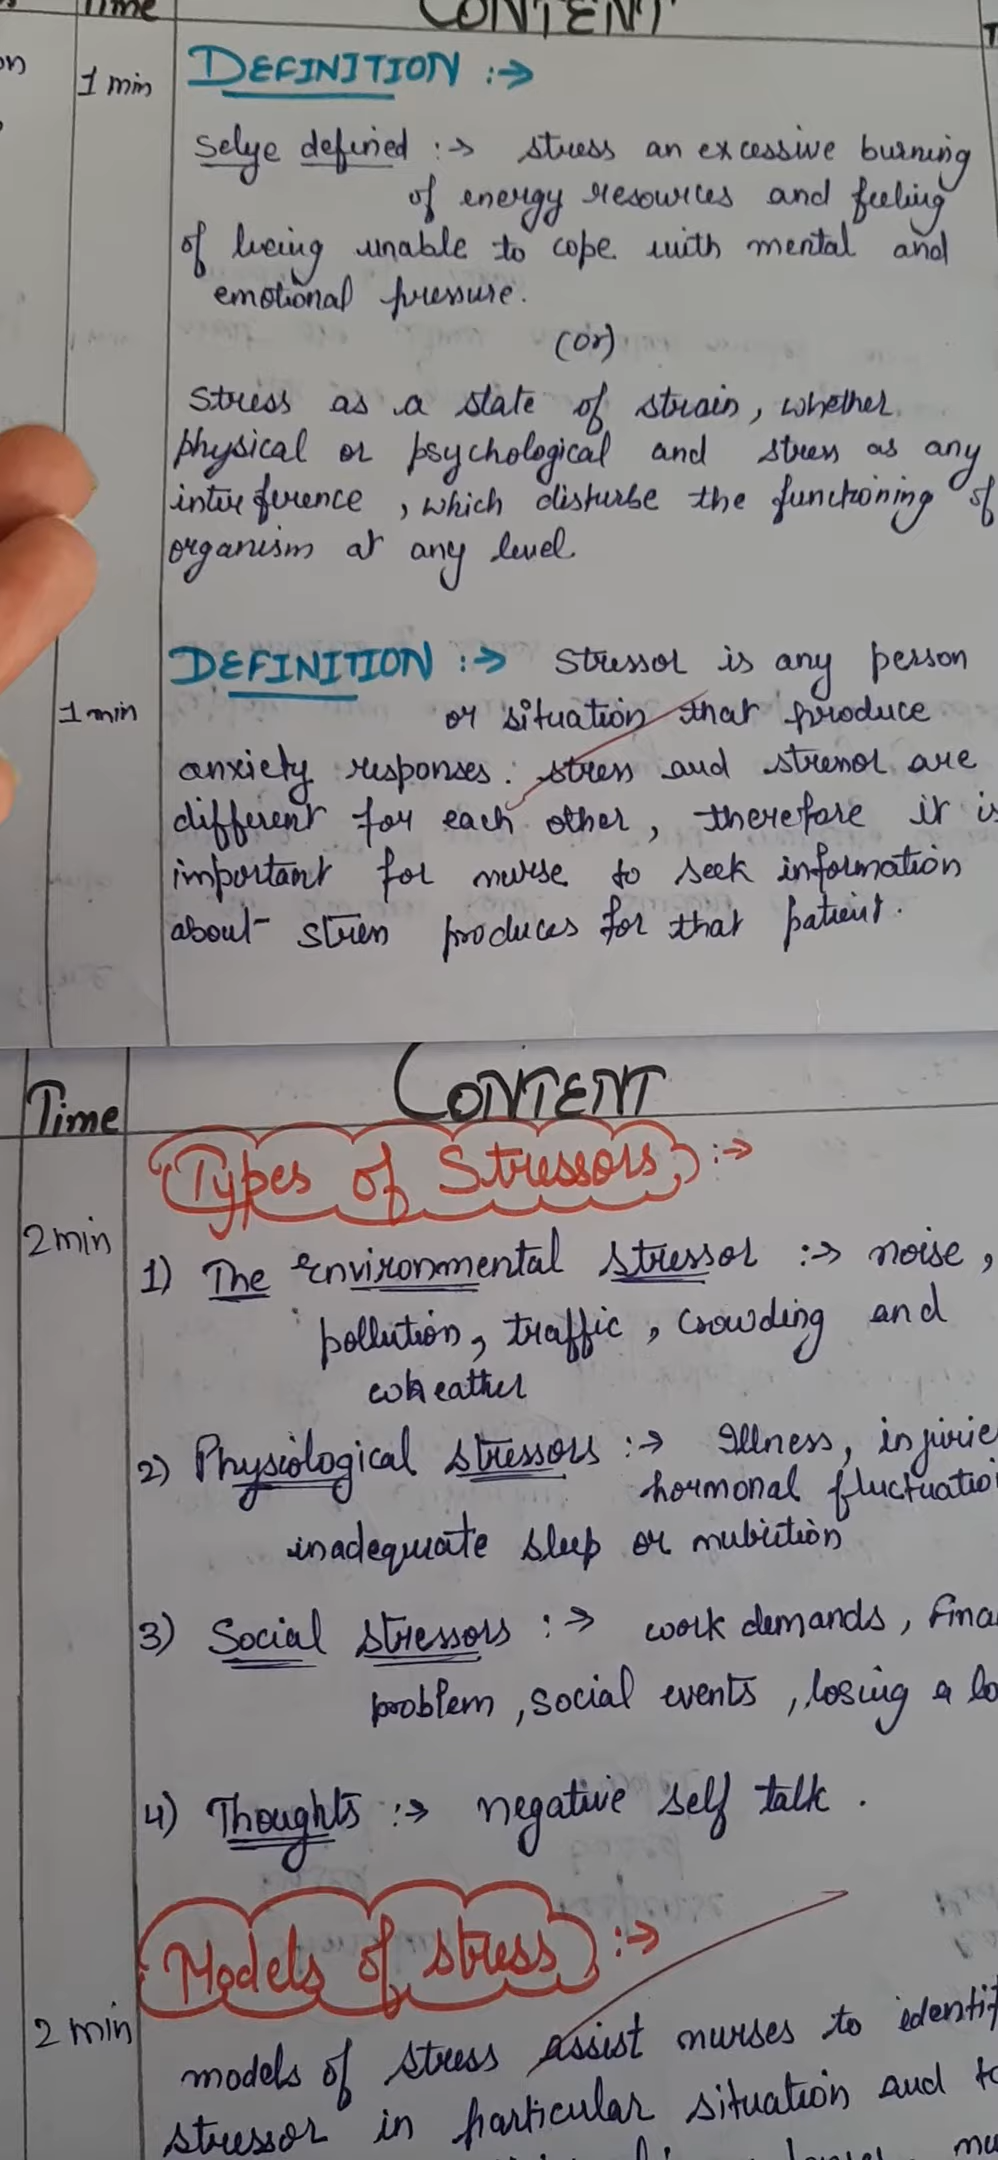 Time CONTENT
1 min DEFINITION :→
Selye defined :→ stress an excessive burning
of energy resources and feeling
of being unable to cope with mental and
emotional pressure.
(or)
Stress as a state of strain, whether
physical or psychological and stress as any
interference, which disturbe the functioning of
organism at any level.
DEFINITION :→ Stressor is any person
1 min or situation that produce
anxiety responses. stress and stressor are
different for each other, therefore it is
important for nurse to seek information
about stress produces for that patient.
Time CONTENT
Types of Stressors :→
2 min
1) The Environmental stressor :→ noise,
pollution, traffic, crowding and
wheather
2) Physiological stressors :→ Illness, injurie
hormonal fluctuatio
inadequate sleep or nutrition
3) Social stressors :→ work demands, Fina
problem, social events, losing a lo
4) Thoughts :→ negative self talk.
Models of stress :→
2 min
models of stress assist nurses to identif
stressor in particular situation and to